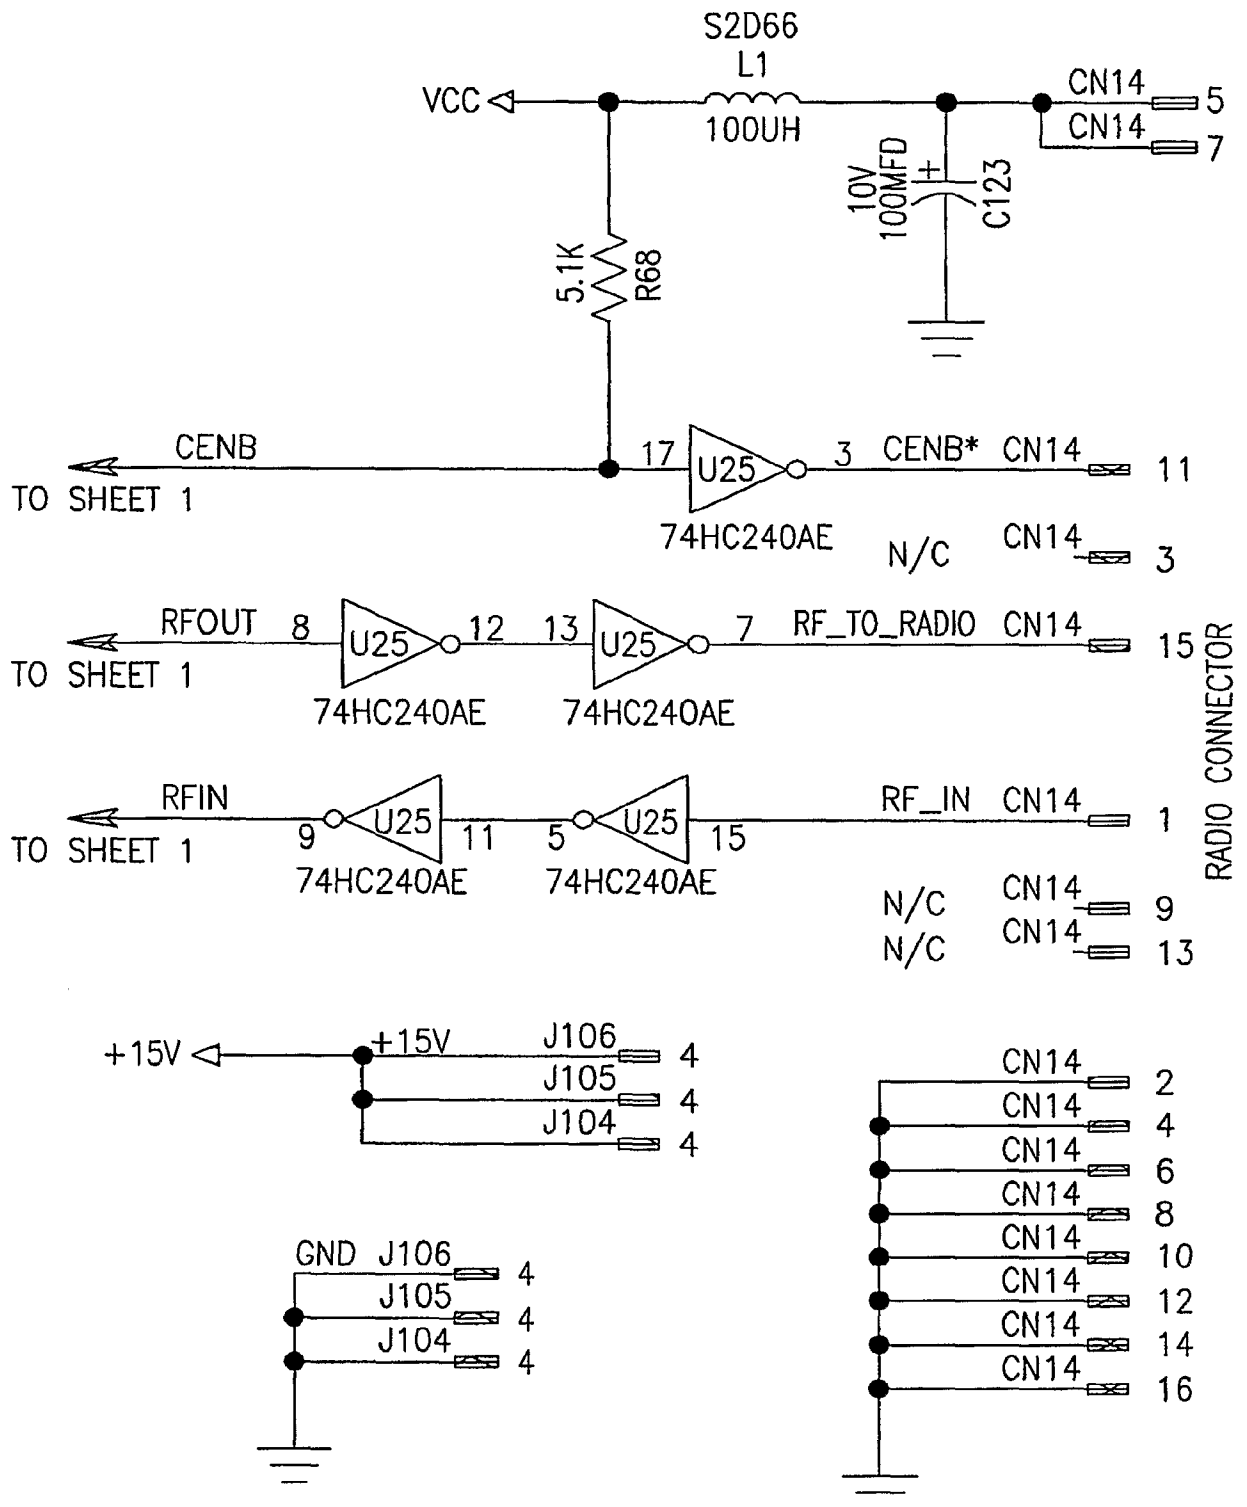 S2D66
L1
VCC
100UH
CN14 5
CN14 7
10V
100MFD
+
C123
5.1K
R68
CENB
TO SHEET 1
17 U25 3 CENB* CN14 11
74HC240AE
N/C CN14 3
RFOUT 8 U25 12 13 U25 7 RF_TO_RADIO CN14 15
TO SHEET 1
74HC240AE 74HC240AE
RADIO CONNECTOR
RFIN 9 U25 11 5 U25 15 RF_IN CN14 1
TO SHEET 1
74HC240AE 74HC240AE
N/C CN14 9
N/C CN14 13
+15V +15V J106 4
J105 4
J104 4
CN14 2
CN14 4
CN14 6
CN14 8
CN14 10
CN14 12
CN14 14
CN14 16
GND J106 4
J105 4
J104 4